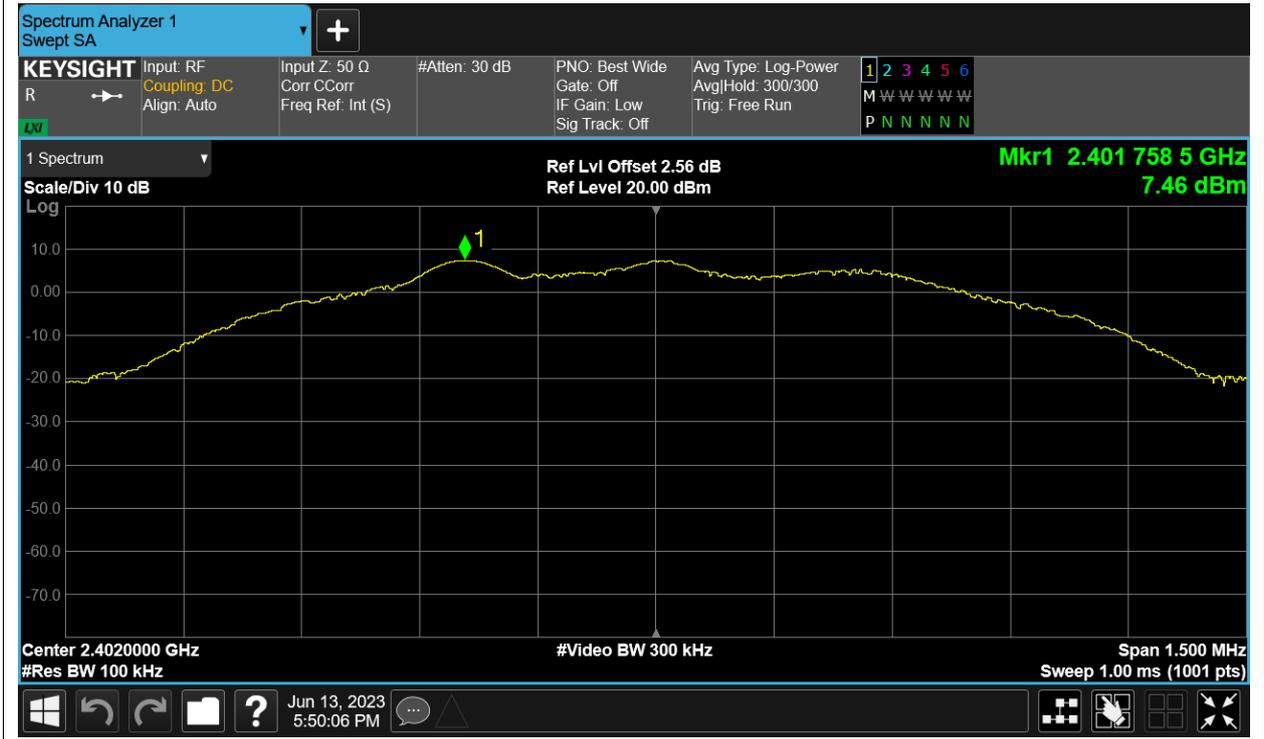 Spectrum Analyzer 1
Swept SA
+
KEYSIGHT
R
LXI
Input: RF
Coupling: DC
Align: Auto
Input Z: 50 Ω
Corr CCorr
Freq Ref: Int (S)
#Atten: 30 dB
PNO: Best Wide
Gate: Off
IF Gain: Low
Sig Track: Off
Avg Type: Log-Power
Avg|Hold: 300/300
Trig: Free Run
1 2 3 4 5 6
M W W W W W
P N N N N N
1 Spectrum
Scale/Div 10 dB
Log
Ref Lvl Offset 2.56 dB
Ref Level 20.00 dBm
Mkr1 2.401 758 5 GHz
7.46 dBm
1
10.0
0.00
-10.0
-20.0
-30.0
-40.0
-50.0
-60.0
-70.0
Center 2.4020000 GHz
#Res BW 100 kHz
#Video BW 300 kHz
Span 1.500 MHz
Sweep 1.00 ms (1001 pts)
?
Jun 13, 2023
5:50:06 PM